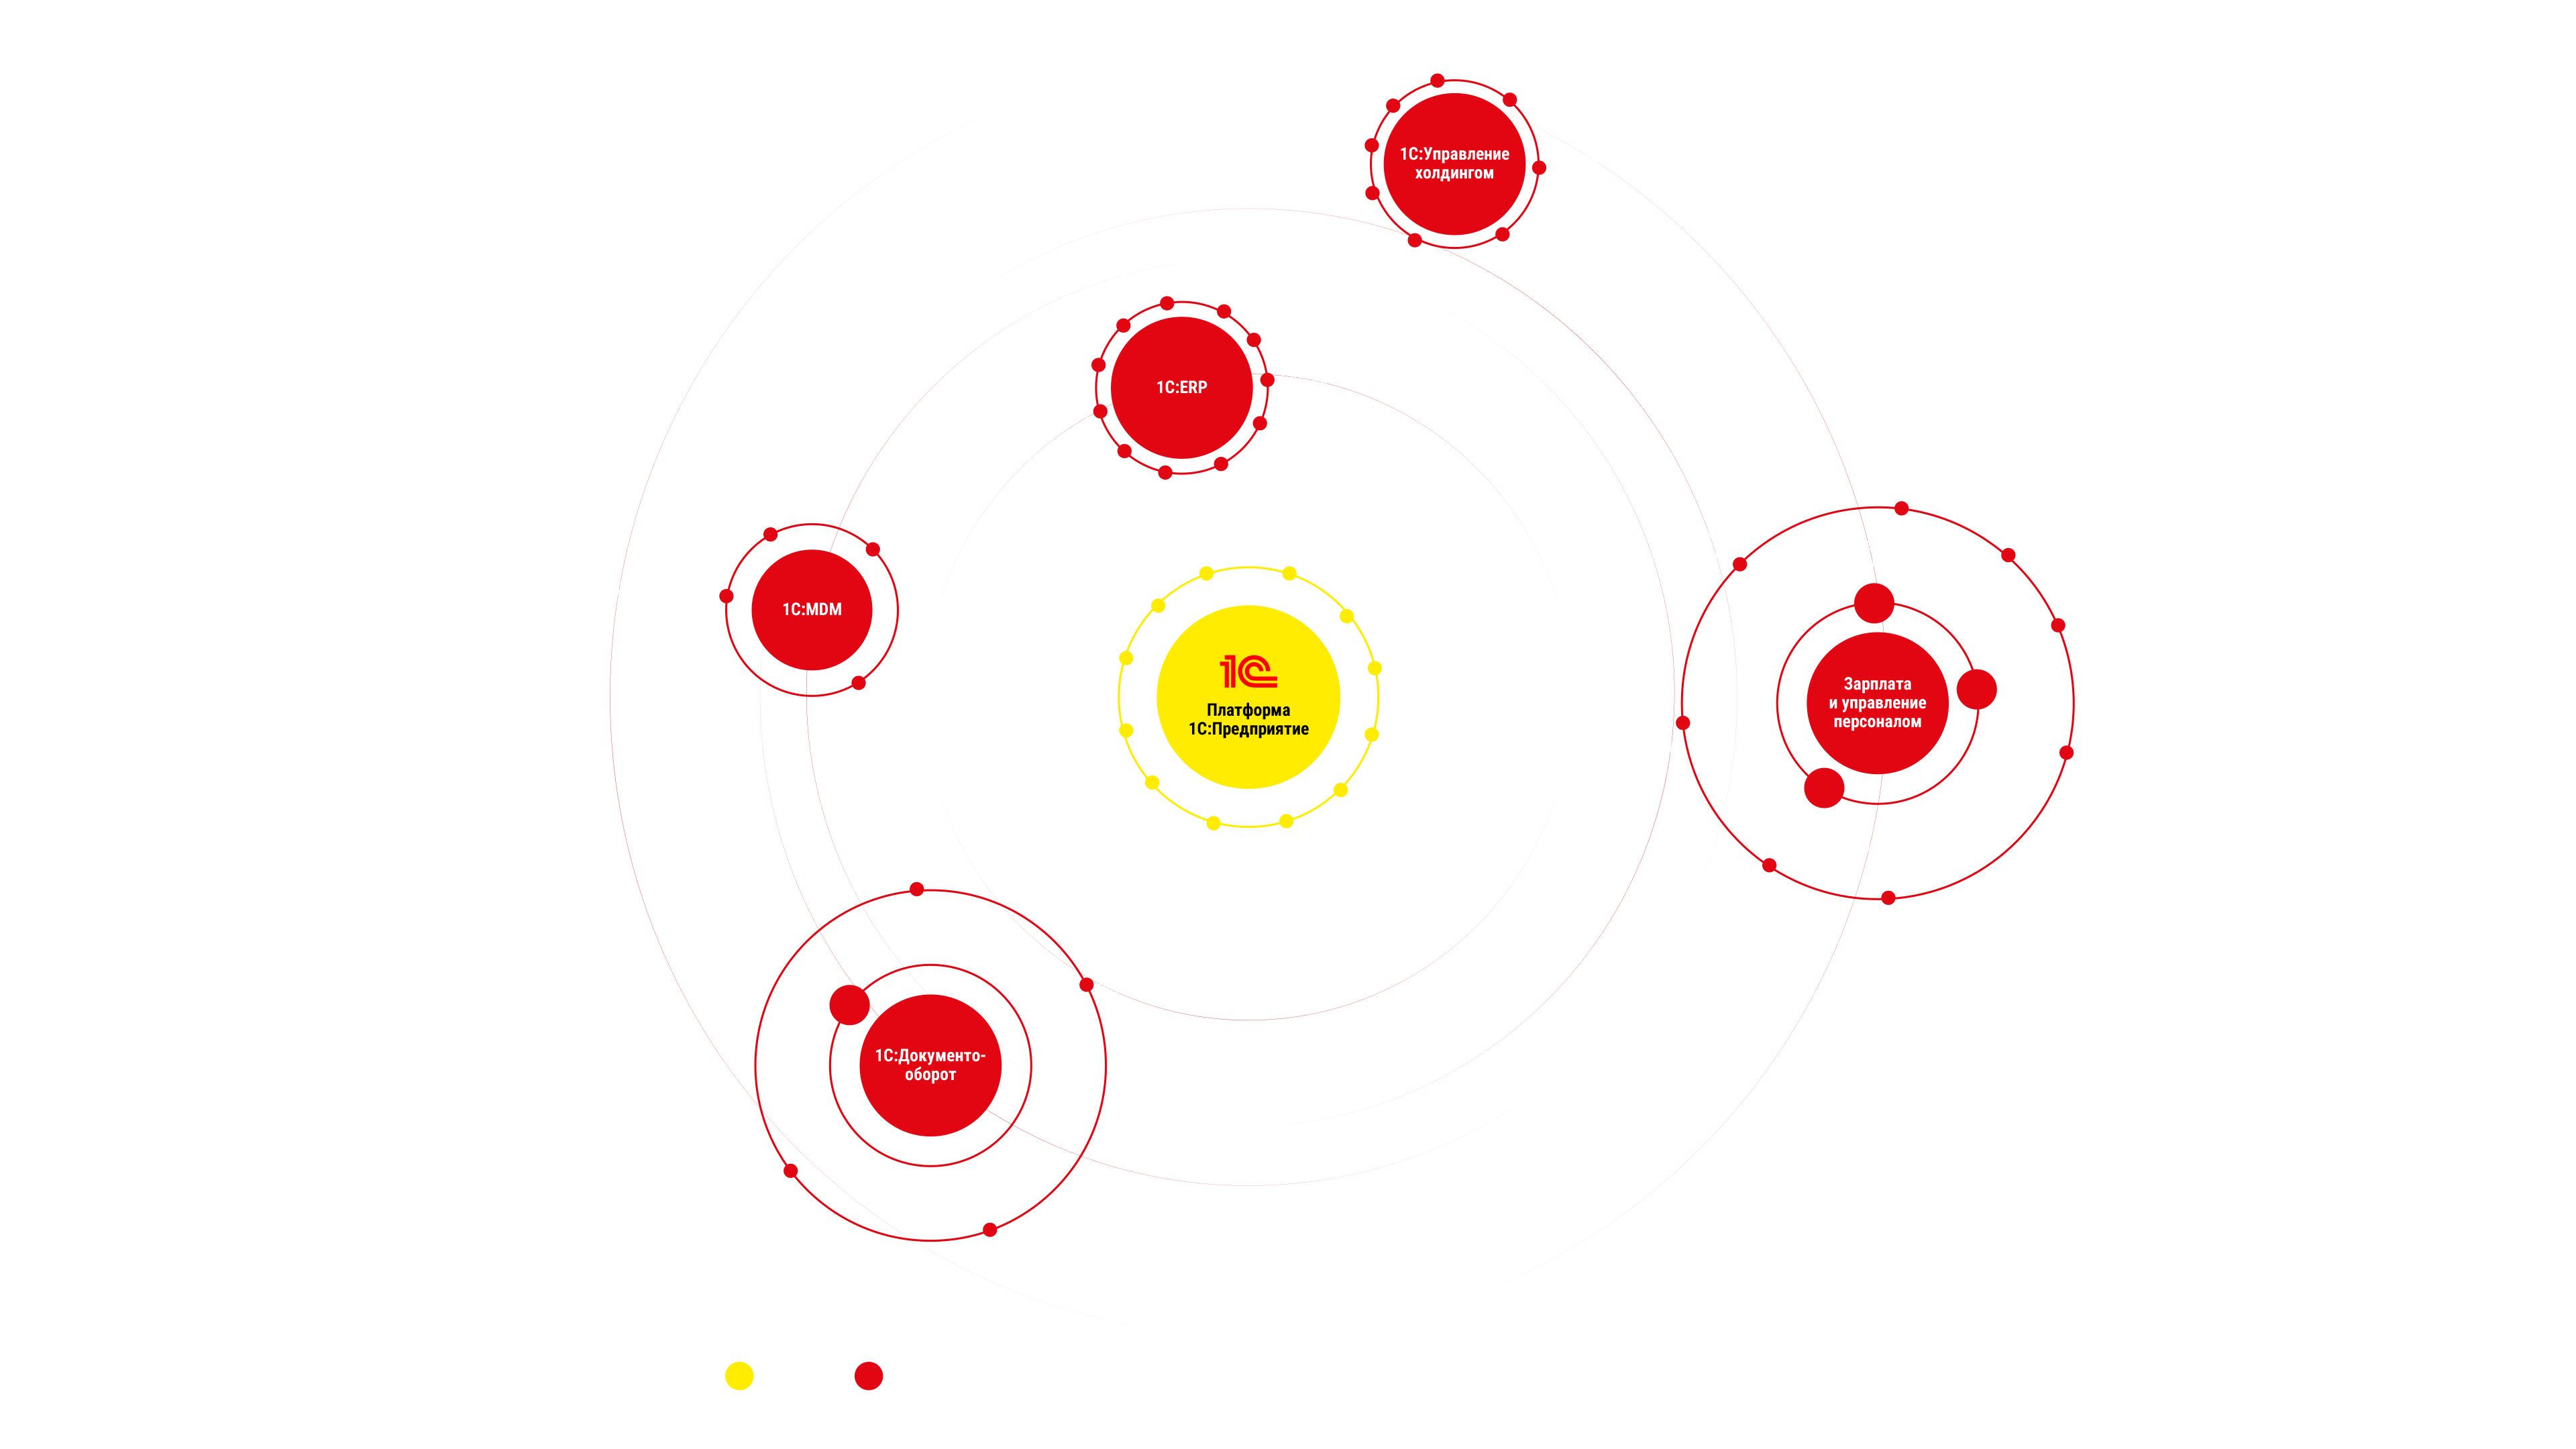 1С:Управление
холдингом
1С:ERP
1С:MDM
1С
Платформа
1С:Предприятие
Зарплата
и управление
персоналом
1С:Документо-
оборот